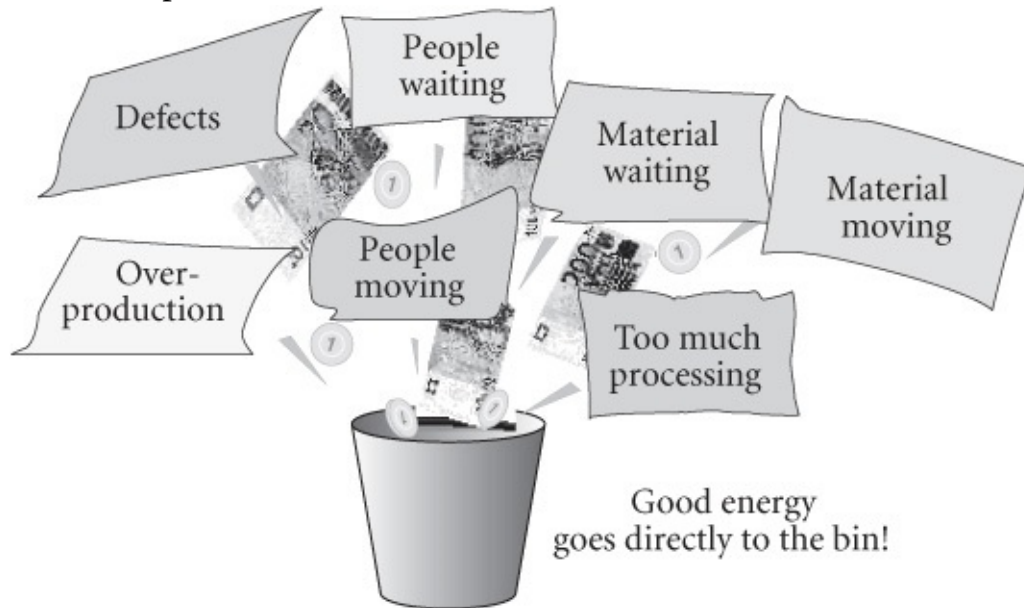 People
waiting
Defects
Material
waiting
Material
moving
People
moving
Over-
production
Too much
processing
Good energy
goes directly to the bin!